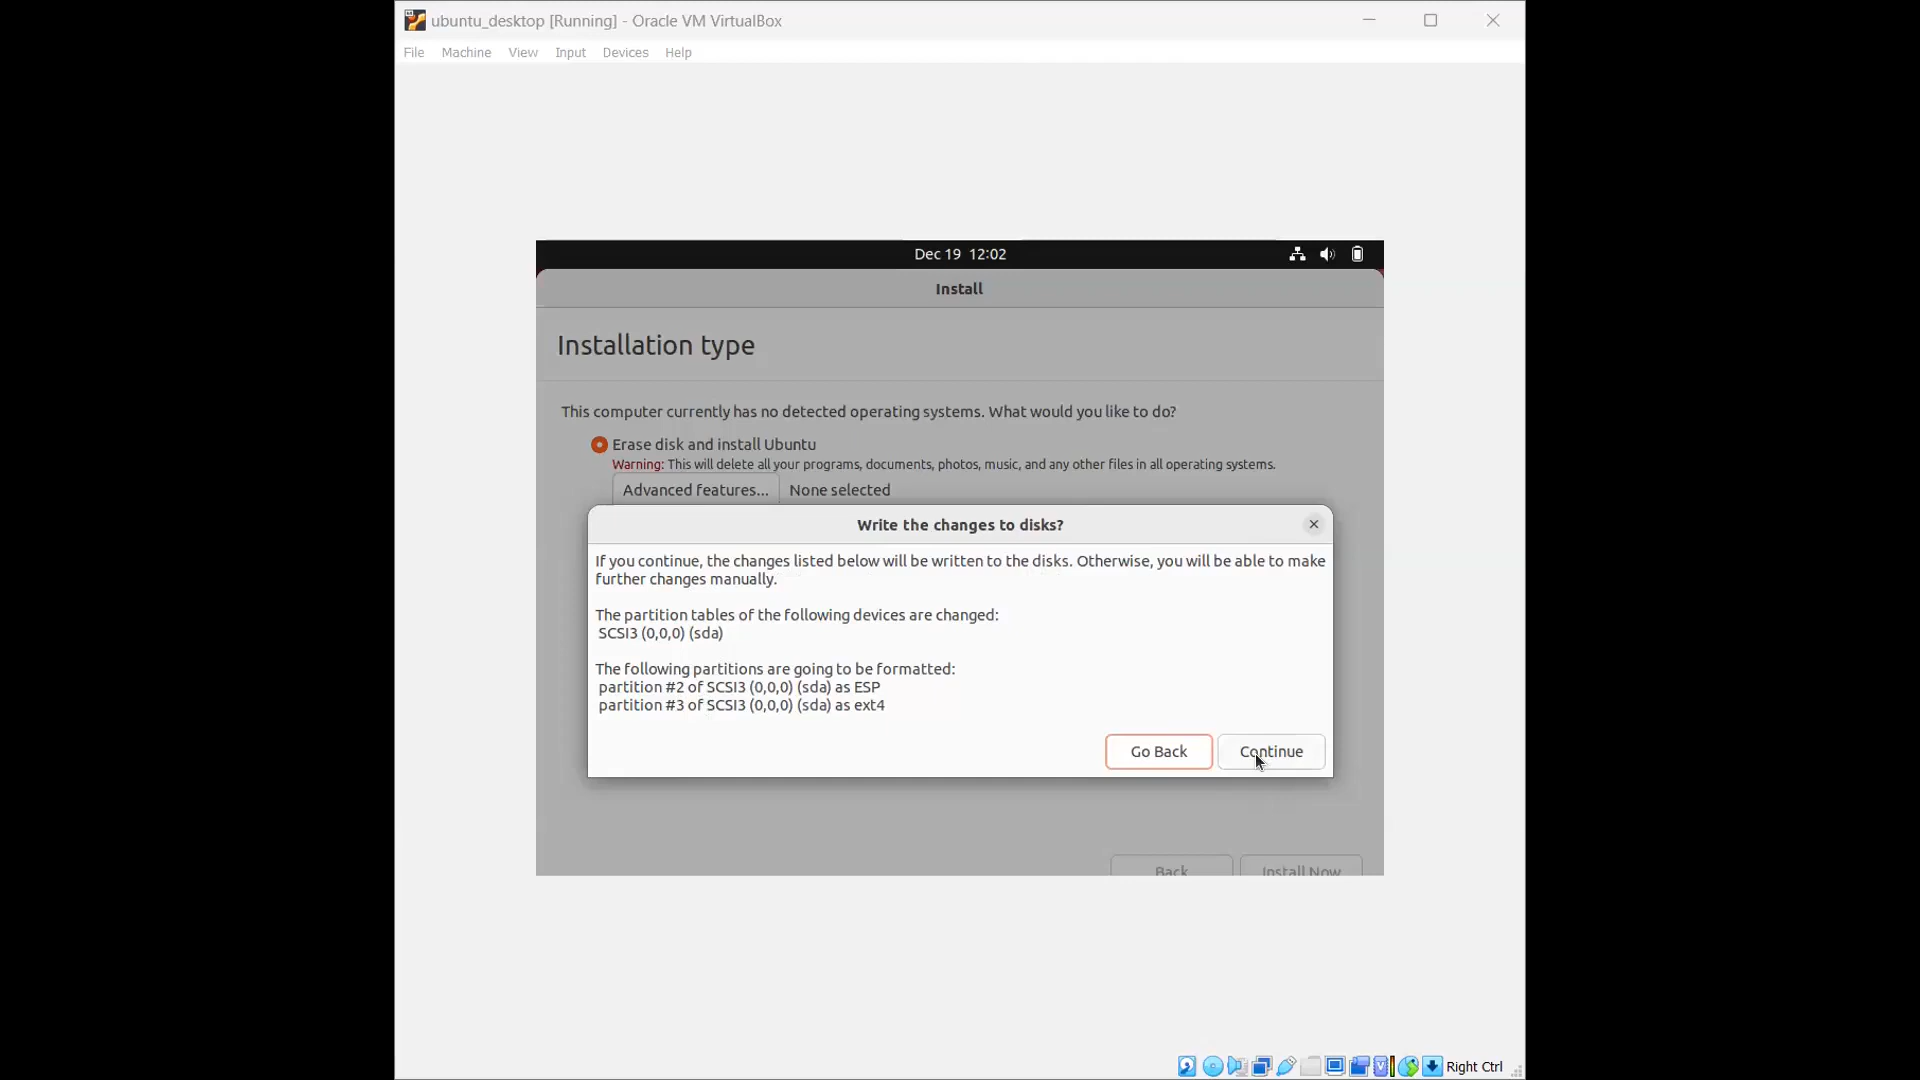 ubuntu_desktop [Running] - Oracle VM VirtualBox
File Machine View Input Devices Help
Dec 19 12:02
Install
Installation type
This computer currently has no detected operating systems. What would you like to do?
Erase disk and install Ubuntu
Warning: This will delete all your programs, documents, photos, music, and any other files in all operating systems.
Advanced features... None selected
Write the changes to disks?
If you continue, the changes listed below will be written to the disks. Otherwise, you will be able to make
further changes manually.
The partition tables of the following devices are changed:
SCSI3 (0,0,0) (sda)
The following partitions are going to be formatted:
partition #2 of SCSI3 (0,0,0) (sda) as ESP
partition #3 of SCSI3 (0,0,0) (sda) as ext4
Go Back Continue
Back Install Now
Right Ctrl